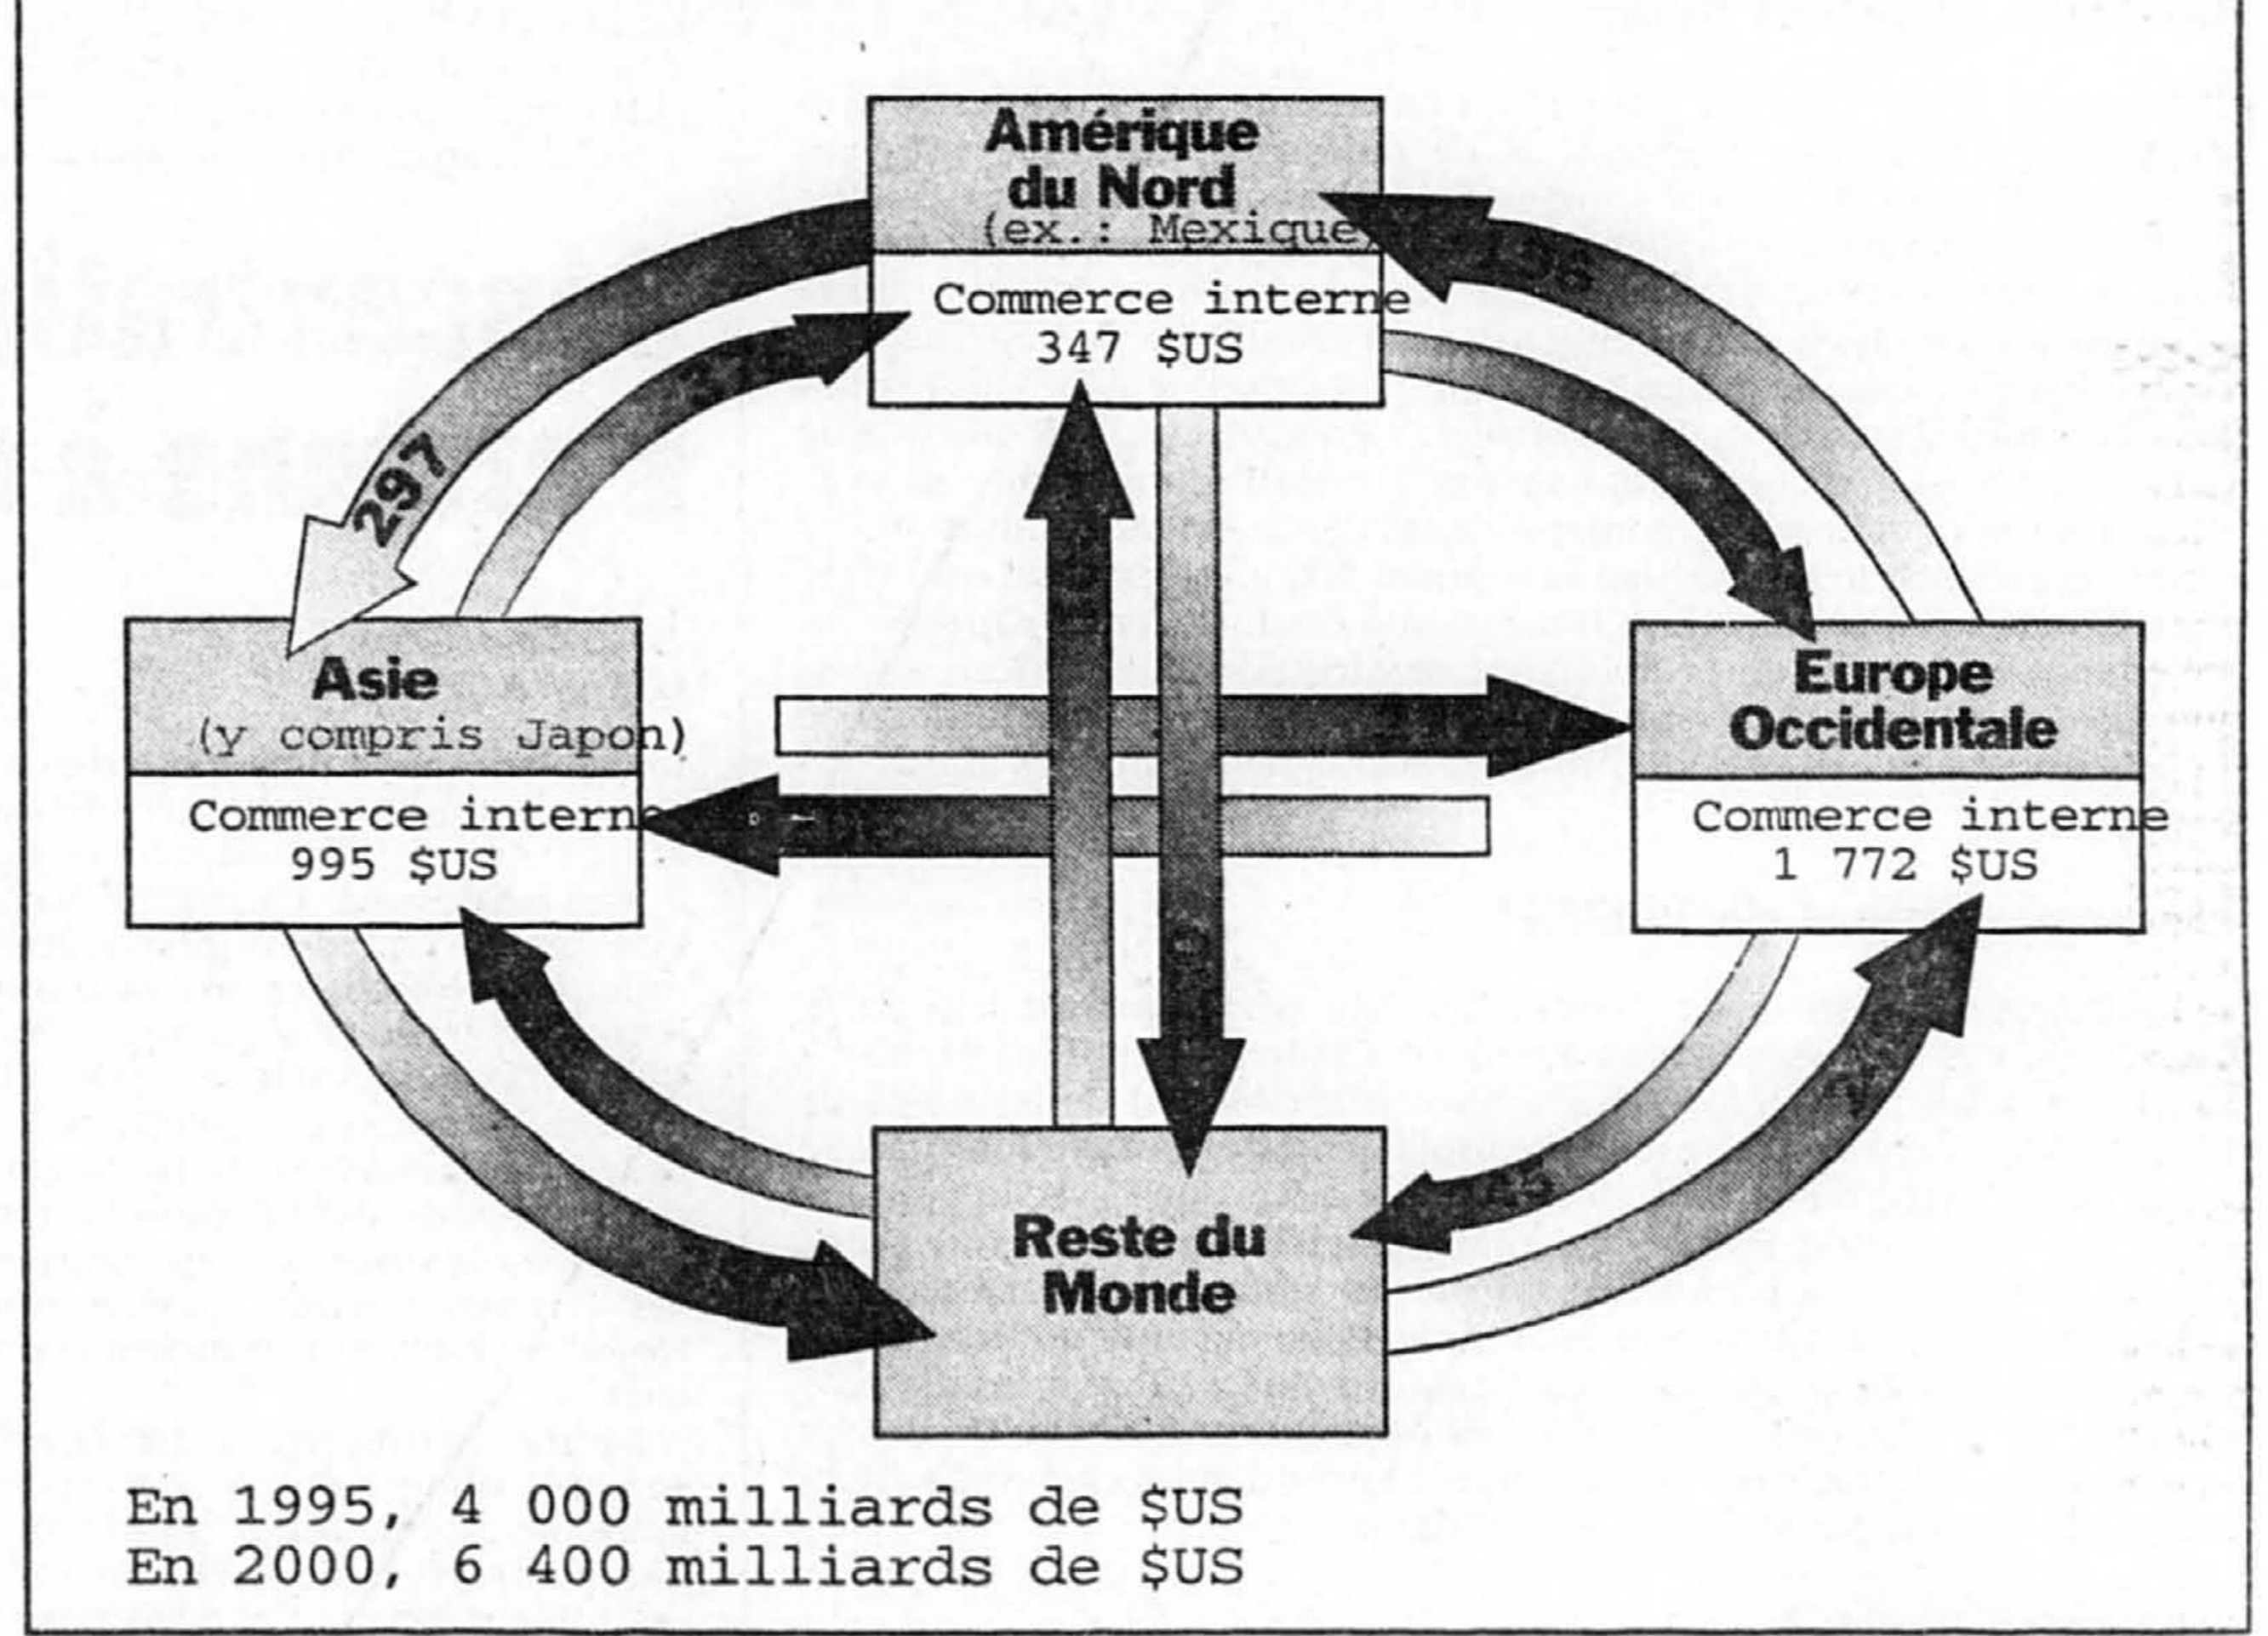 Amérique
du Nord
(ex.: Mexique)
Commerce interne
347 $US
297
Asie
(y compris Japon)
Commerce interne
995 $US
Europe
Occidentale
Commerce interne
1 772 $US
Reste du
Monde
En 1995, 4 000 milliards de $US
En 2000, 6 400 milliards de $US